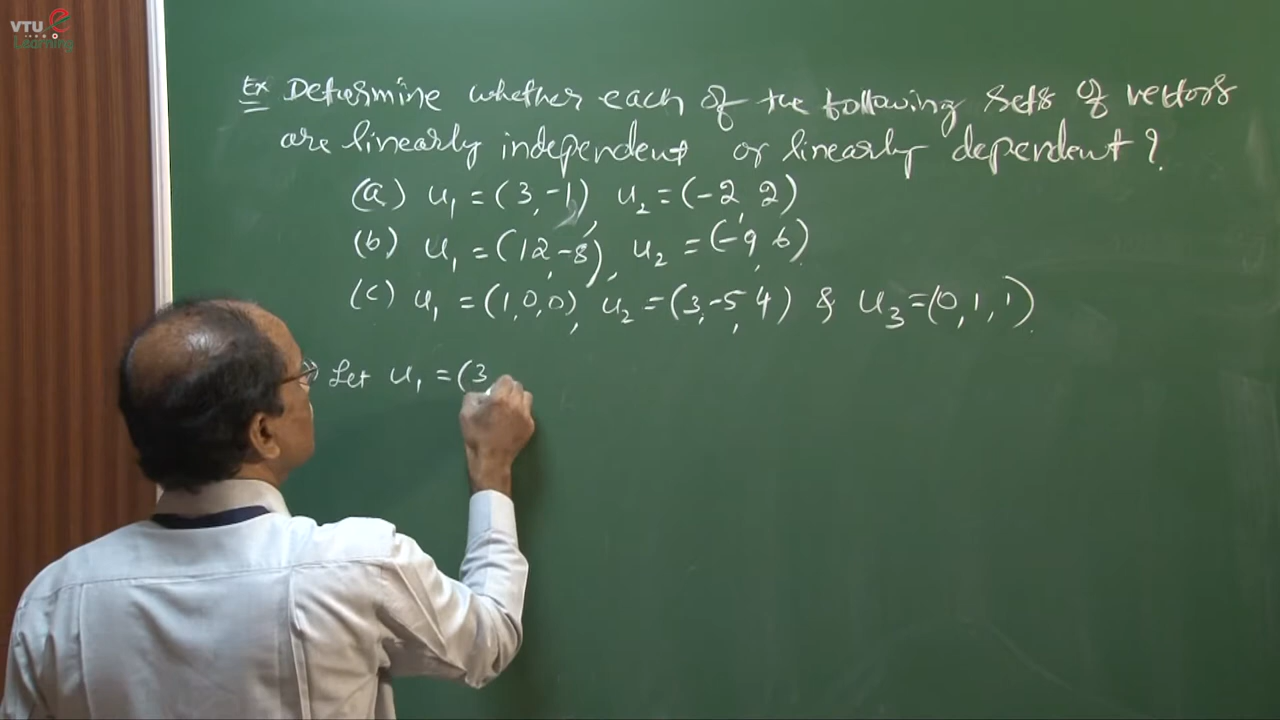 VTU e
Learning
Ex Determine whether each of the following sets of vectors
are linearly independent or linearly dependent ?
(a) u₁ = (3, -1), u₂ = (-2, 2)
(b) u₁ = (12, -8), u₂ = (-9, 6)
(c) u₁ = (1, 0, 0), u₂ = (3, -5, 4) & u₃ = (0, 1, 1).
Let u₁ = (3